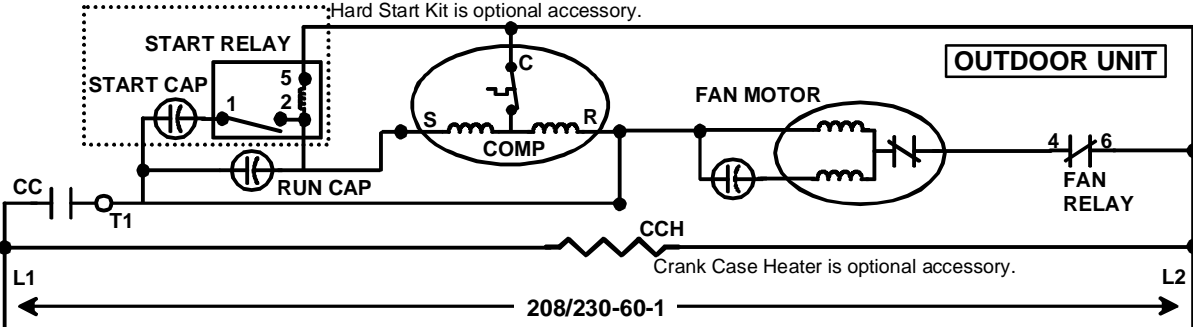 Hard Start Kit is optional accessory.
START RELAY
OUTDOOR UNIT
START CAP
5
C
1
2
FAN MOTOR
S
R
COMP
4
6
RUN CAP
FAN
RELAY
CC
T1
CCH
Crank Case Heater is optional accessory.
L1
L2
208/230-60-1